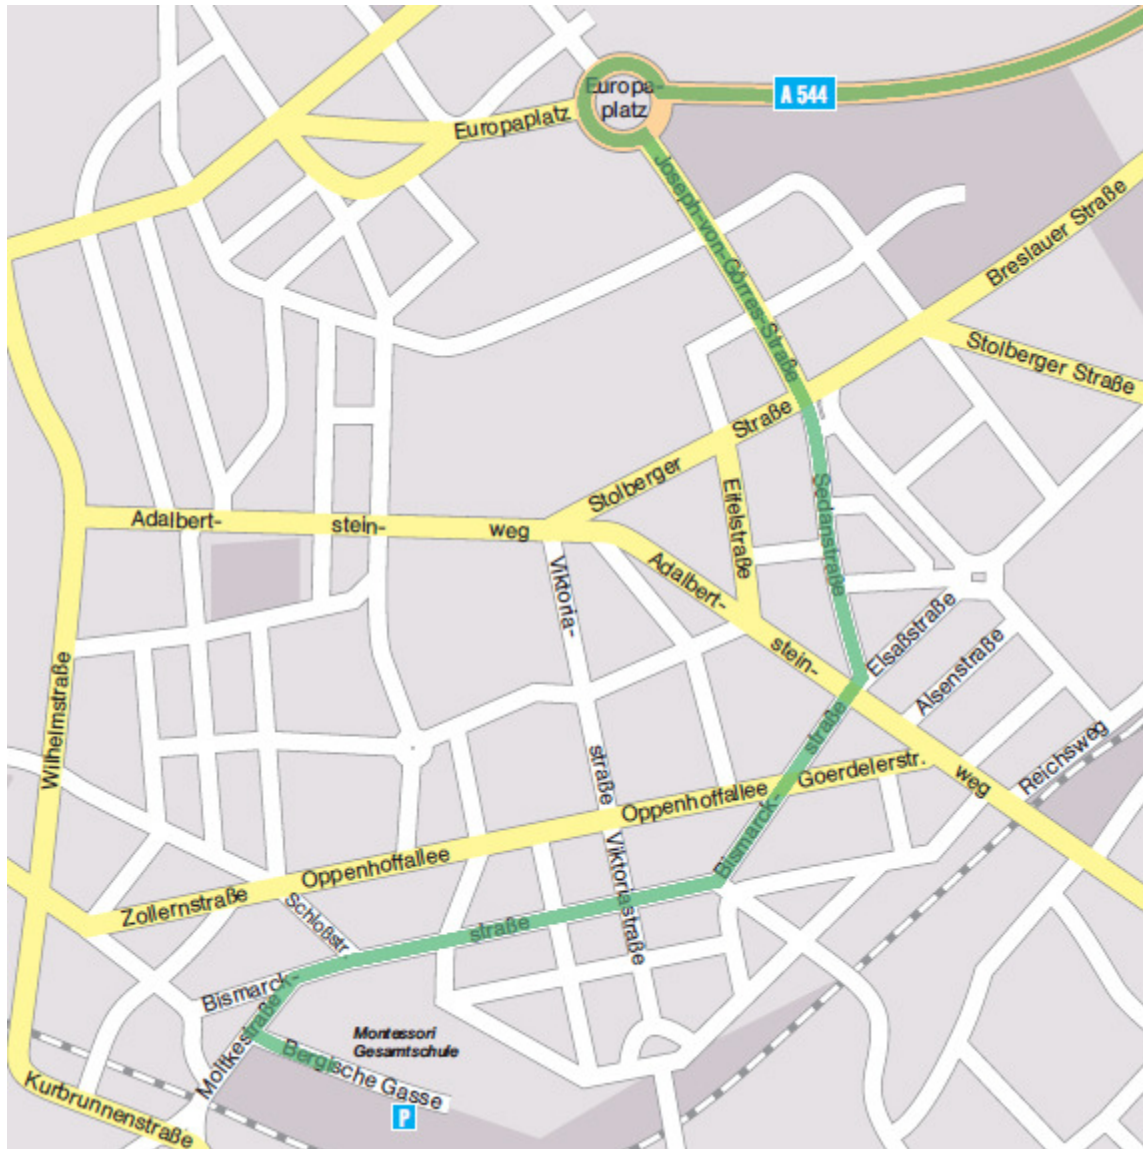 Europa-
platz
A 544
Europaplatz
Joseph-von-Görres-Straße
Breslauer Straße
Stolberger Straße
Straße
Stolberger
Eifelstraße
Sedanstraße
Adalbert-
stein-
weg
Viktoria-
Adalbert-
stein-
Elsaßstraße
Alsenstraße
Wilhelmstraße
straße
straße
Reichsweg
Goerdelerstr.
weg
Oppenhoffallee
Bismarck-
Oppenhoffallee
Viktoriastraße
Zollernstraße
Schloßstr.
straße
Bismarck-
Moltkestraße
Montessori
Gesamtschule
Bergische Gasse
Kurbrunnenstraße
P